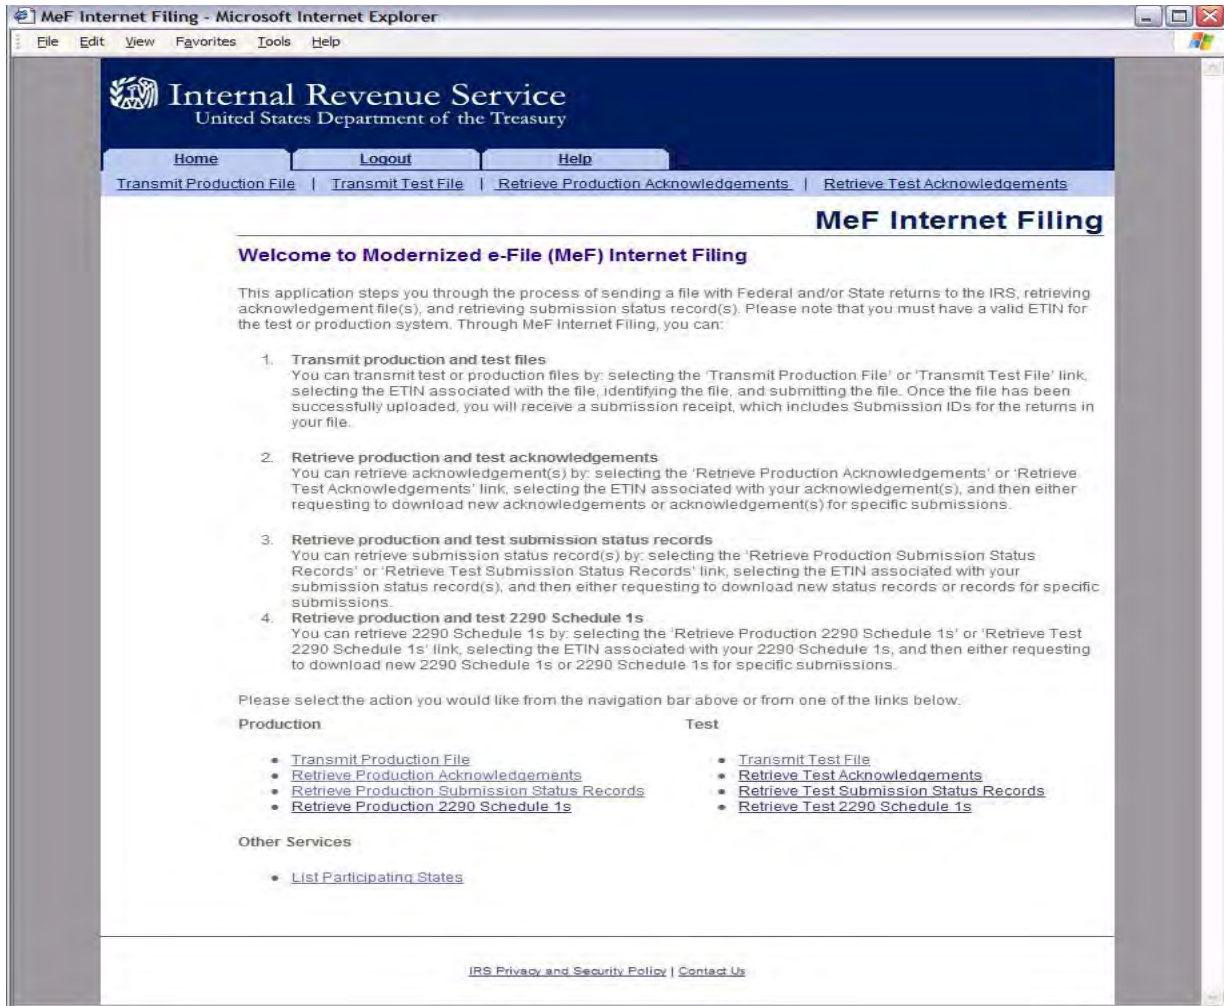 MeF Internet Filing - Microsoft Internet Explorer
File Edit View Favorites Tools Help
Internal Revenue Service
United States Department of the Treasury
Home Logout Help
Transmit Production File | Transmit Test File | Retrieve Production Acknowledgements | Retrieve Test Acknowledgements
MeF Internet Filing
Welcome to Modernized e-File (MeF) Internet Filing
This application steps you through the process of sending a file with Federal and/or State returns to the IRS, retrieving
acknowledgement file(s), and retrieving submission status record(s). Please note that you must have a valid ETIN for
the test or production system. Through MeF Internet Filing, you can:
1. Transmit production and test files
You can transmit test or production files by: selecting the 'Transmit Production File' or 'Transmit Test File' link,
selecting the ETIN associated with the file, identifying the file, and submitting the file. Once the file has been
successfully uploaded, you will receive a submission receipt, which includes Submission IDs for the returns in
your file.
2. Retrieve production and test acknowledgements
You can retrieve acknowledgement(s) by: selecting the 'Retrieve Production Acknowledgements' or 'Retrieve
Test Acknowledgements' link, selecting the ETIN associated with your acknowledgement(s), and then either
requesting to download new acknowledgements or acknowledgement(s) for specific submissions.
3. Retrieve production and test submission status records
You can retrieve submission status record(s) by: selecting the 'Retrieve Production Submission Status
Records' or 'Retrieve Test Submission Status Records' link, selecting the ETIN associated with your
submission status record(s), and then either requesting to download new status records or records for specific
submissions.
4. Retrieve production and test 2290 Schedule 1s
You can retrieve 2290 Schedule 1s by: selecting the 'Retrieve Production 2290 Schedule 1s' or 'Retrieve Test
2290 Schedule 1s' link, selecting the ETIN associated with your 2290 Schedule 1s, and then either requesting
to download new 2290 Schedule 1s or 2290 Schedule 1s for specific submissions.
Please select the action you would like from the navigation bar above or from one of the links below.
Production Test
• Transmit Production File • Transmit Test File
• Retrieve Production Acknowledgements • Retrieve Test Acknowledgements
• Retrieve Production Submission Status Records • Retrieve Test Submission Status Records
• Retrieve Production 2290 Schedule 1s • Retrieve Test 2290 Schedule 1s
Other Services
• List Participating States
IRS Privacy and Security Policy | Contact Us